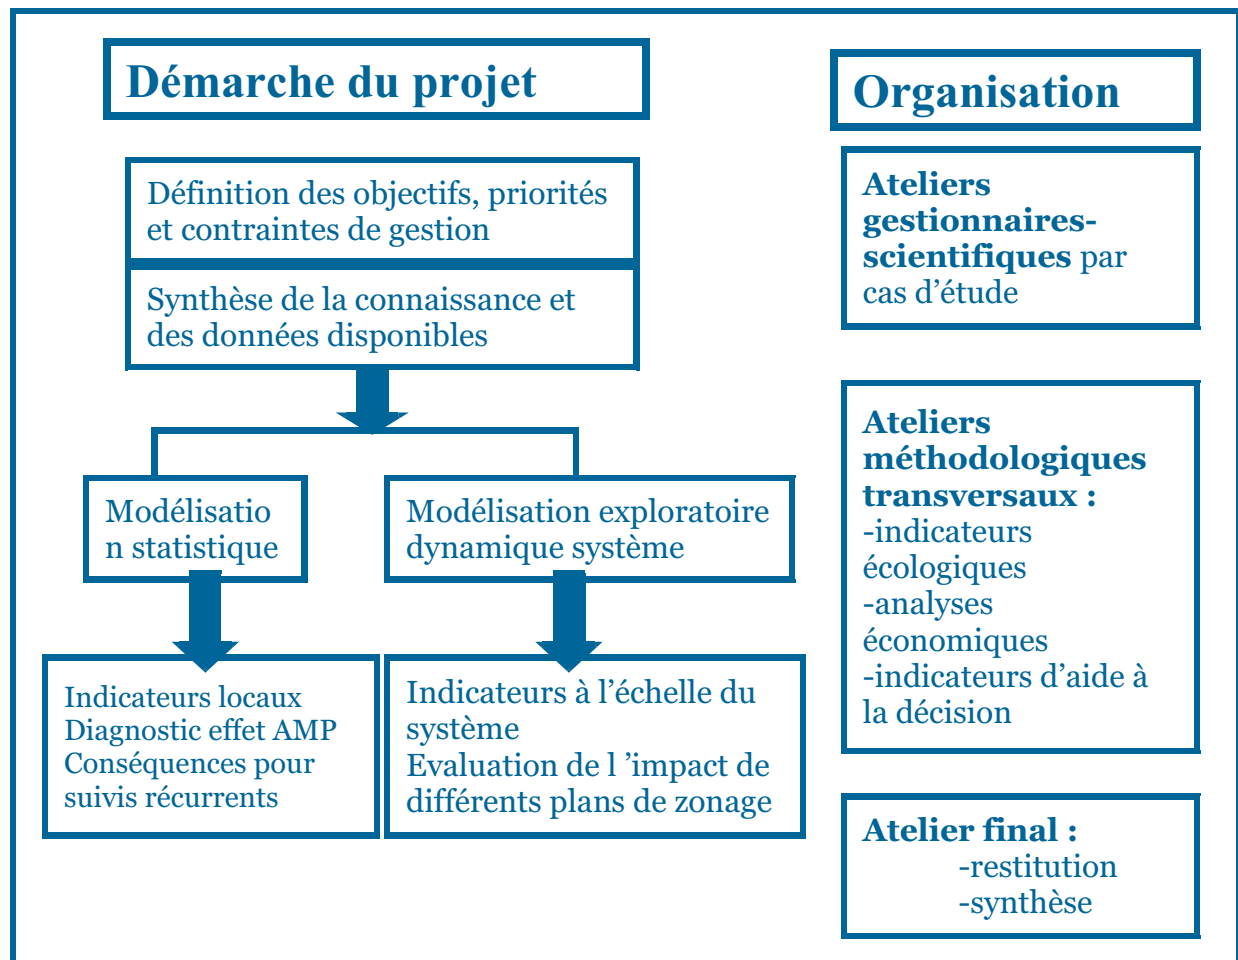 Démarche du projet
Définition des objectifs, priorités
et contraintes de gestion
Synthèse de la connaissance et
des données disponibles
Modélisatio
n statistique
Modélisation exploratoire
dynamique système
Indicateurs locaux
Diagnostic effet AMP
Conséquences pour
suivis récurrents
Indicateurs à l’échelle du
système
Evaluation de l ’impact de
différents plans de zonage
Organisation
Ateliers
gestionnaires-
scientifiques par
cas d’étude
Ateliers
méthodologiques
transversaux :
-indicateurs
écologiques
-analyses
économiques
-indicateurs d’aide à
la décision
Atelier final :
-restitution
-synthèse